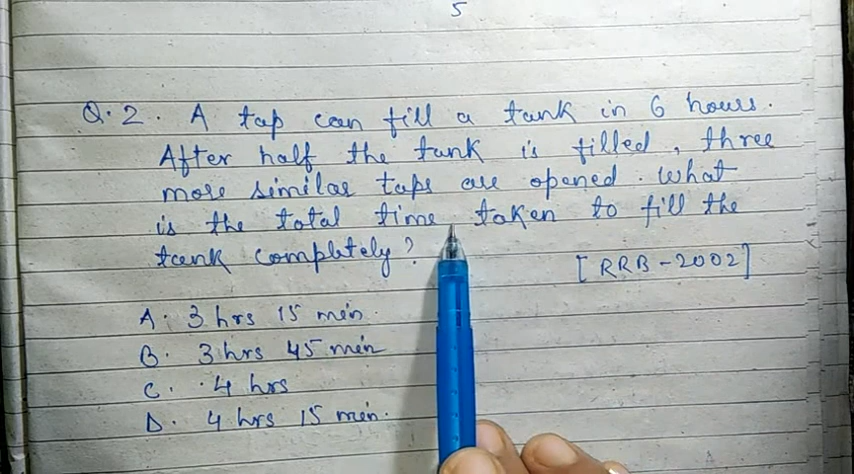 5
Q.2. A tap can fill a tank in 6 hours.
After half the tank is filled, three
more similar taps are opened. What
is the total time taken to fill the
tank completely?
[RRB-2002]
A. 3 hrs 15 min.
B. 3 hrs 45 min
C. 4 hrs
D. 4 hrs 15 min.